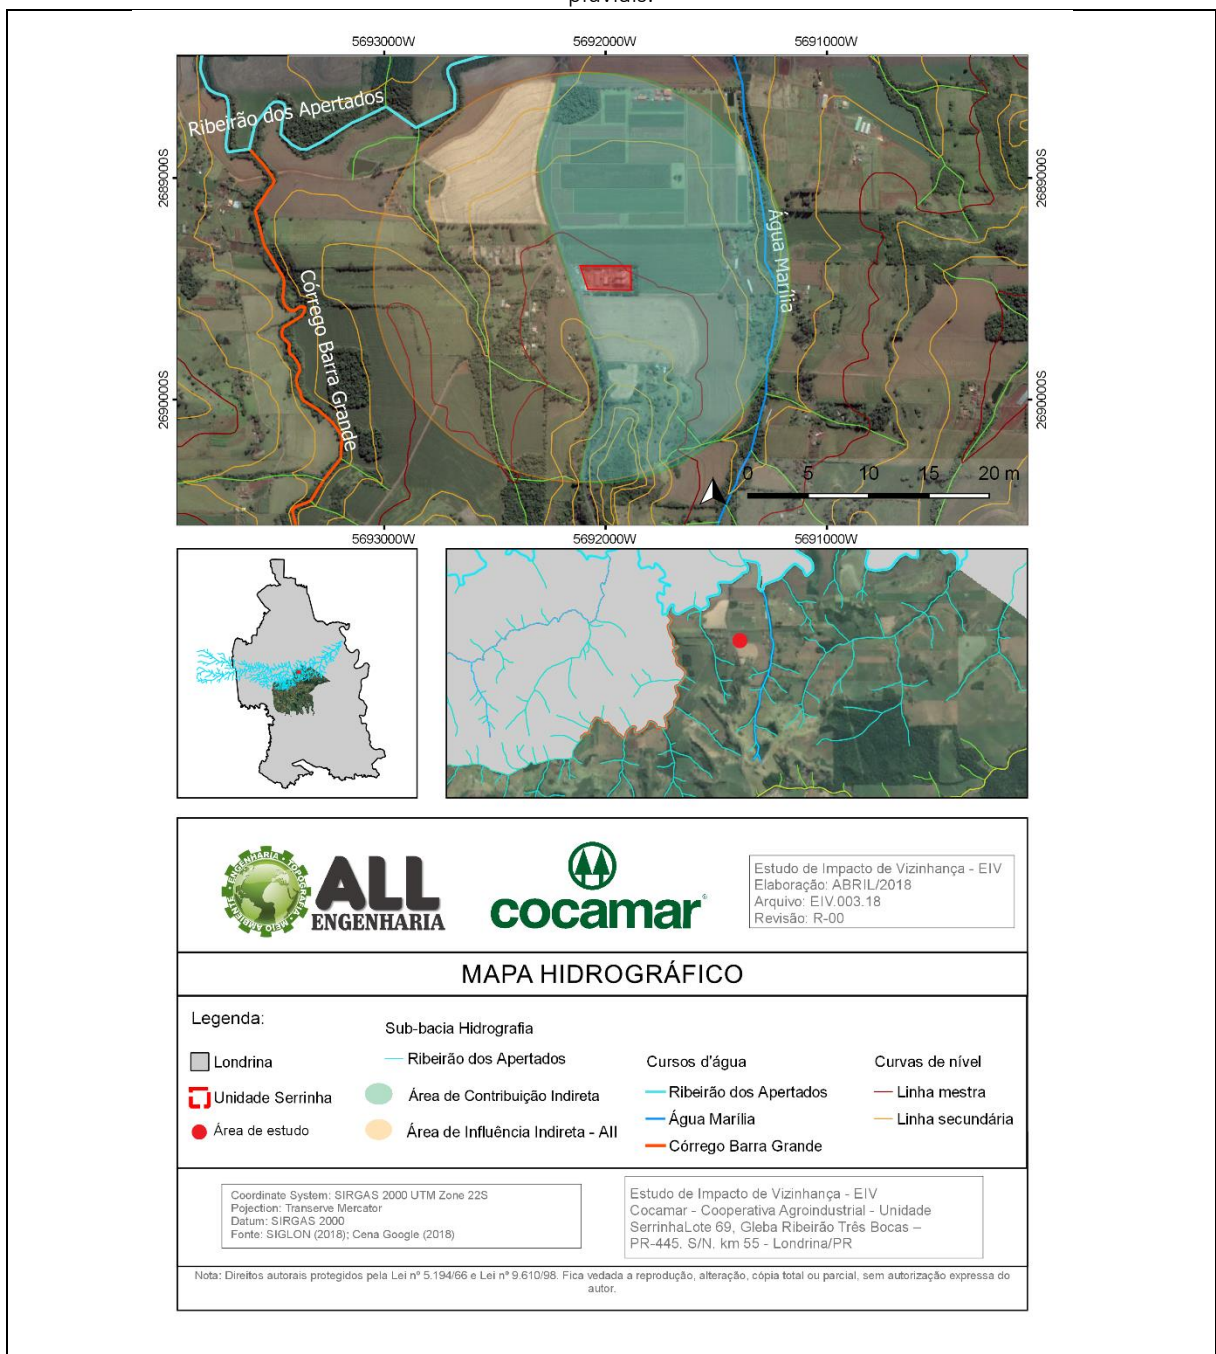 pluviais.
5693000W 5692000W 5691000W
2689000S 2689000S
2690000S 2690000S
Ribeirão dos Apertados
Córrego Barra Grande
Água Marília
0 5 10 15 20 m
5693000W 5692000W 5691000W
ENGENHARIA - TOPOGRAFIA - MEIO AMBIENTE
ALL
ENGENHARIA
cocamar®
Estudo de Impacto de Vizinhança - EIV
Elaboração: ABRIL/2018
Arquivo: EIV.003.18
Revisão: R-00
MAPA HIDROGRÁFICO
Legenda:
Londrina
Unidade Serrinha
Área de estudo
Sub-bacia Hidrografia
Ribeirão dos Apertados
Área de Contribuição Indireta
Área de Influência Indireta - AII
Cursos d'água
Ribeirão dos Apertados
Água Marília
Córrego Barra Grande
Curvas de nível
Linha mestra
Linha secundária
Coordinate System: SIRGAS 2000 UTM Zone 22S
Pojection: Transerve Mercator
Datum: SIRGAS 2000
Fonte: SIGLON (2018); Cena Google (2018)
Estudo de Impacto de Vizinhança - EIV
Cocamar - Cooperativa Agroindustrial - Unidade
SerrinhaLote 69, Gleba Ribeirão Três Bocas –
PR-445. S/N. km 55 - Londrina/PR
Nota: Direitos autorais protegidos pela Lei nº 5.194/66 e Lei nº 9.610/98. Fica vedada a reprodução, alteração, cópia total ou parcial, sem autorização expressa do
autor.